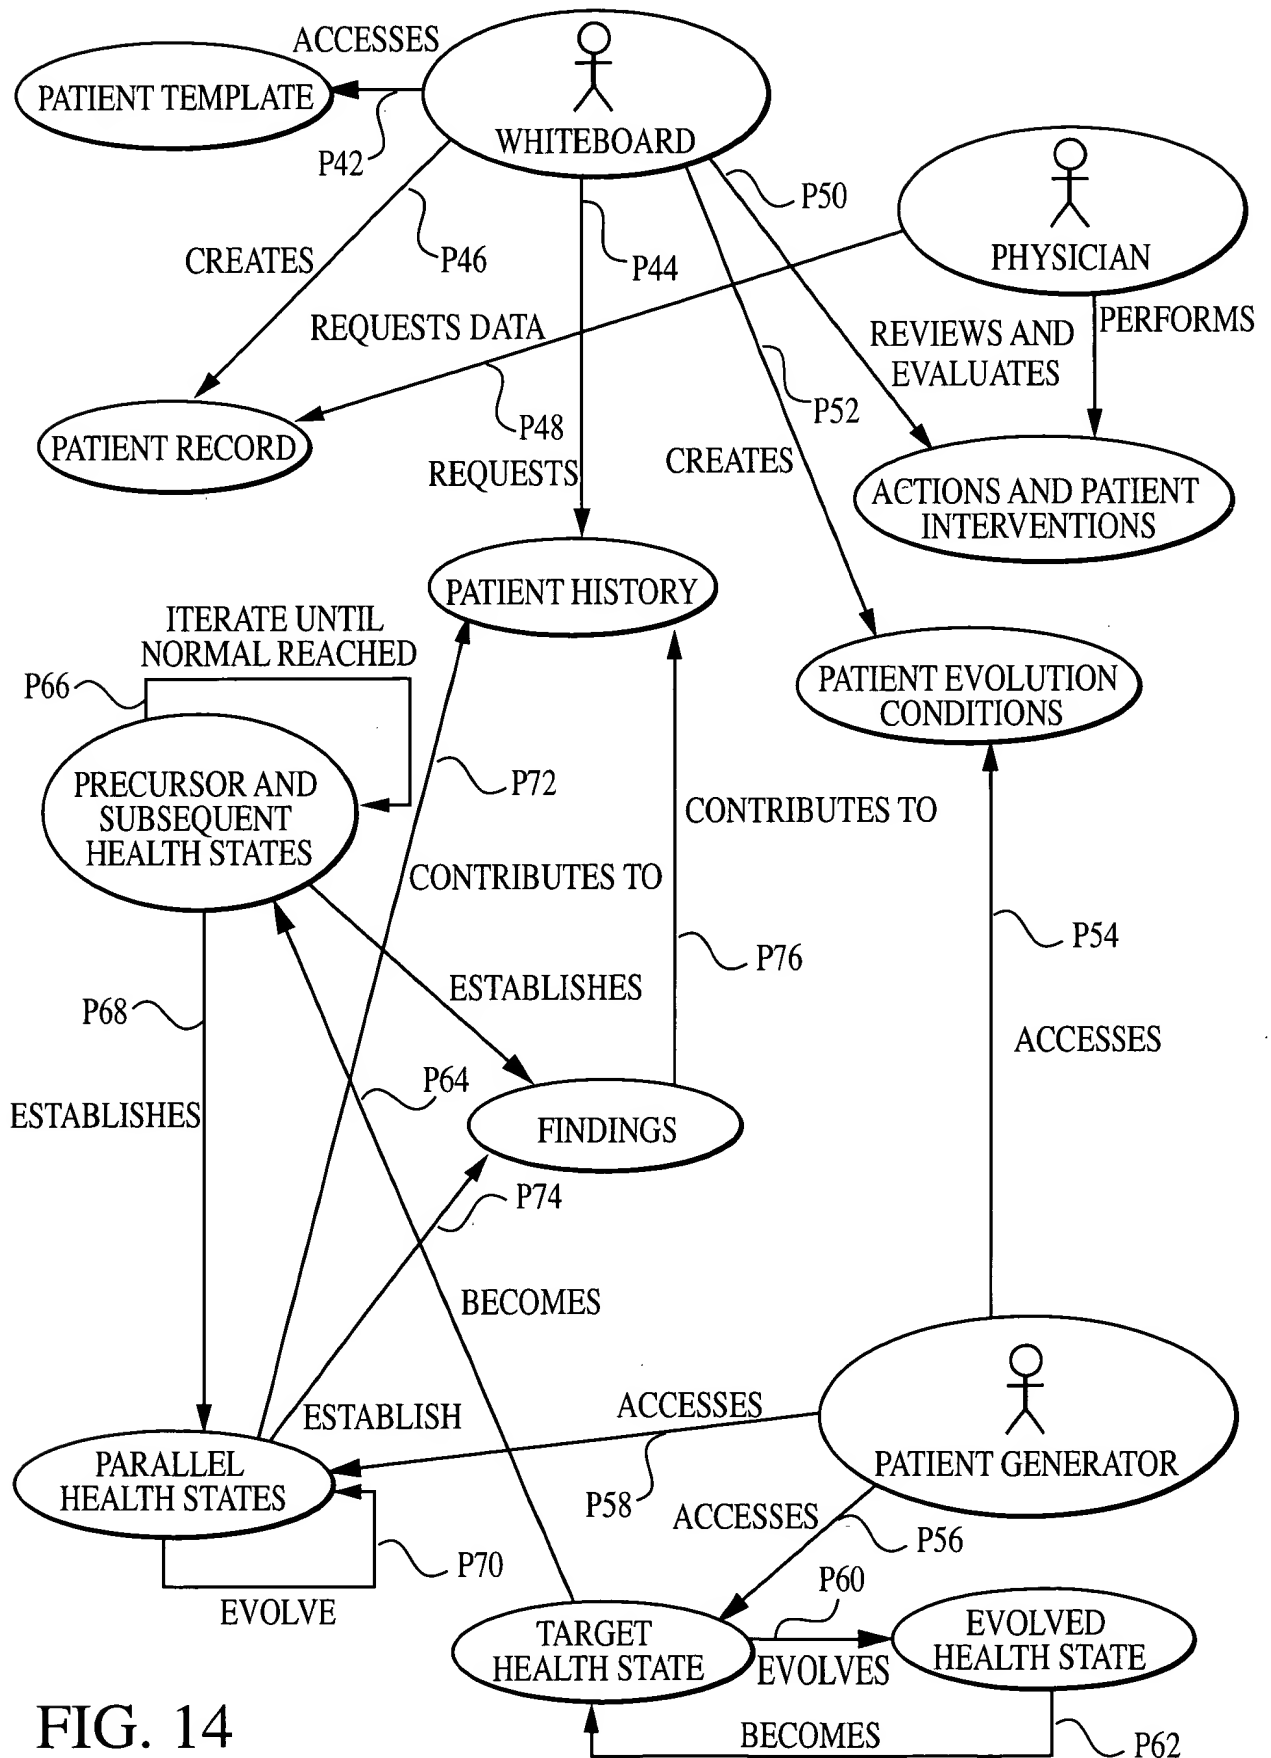 ACCESSES
PATIENT TEMPLATE
P42
WHITEBOARD
P50
PHYSICIAN
CREATES
P46
P44
REQUESTS DATA
REVIEWS AND
EVALUATES
PERFORMS
P48
P52
PATIENT RECORD
REQUESTS
CREATES
ACTIONS AND PATIENT
INTERVENTIONS
PATIENT HISTORY
ITERATE UNTIL
NORMAL REACHED
P66
PATIENT EVOLUTION
CONDITIONS
PRECURSOR AND
SUBSEQUENT
HEALTH STATES
P72
CONTRIBUTES TO
CONTRIBUTES TO
P54
P76
ESTABLISHES
P68
ACCESSES
P64
ESTABLISHES
FINDINGS
P74
BECOMES
ESTABLISH
ACCESSES
PARALLEL
HEALTH STATES
PATIENT GENERATOR
P58
ACCESSES
P56
P70
EVOLVE
P60
TARGET
HEALTH STATE
EVOLVES
EVOLVED
HEALTH STATE
BECOMES
P62
FIG. 14